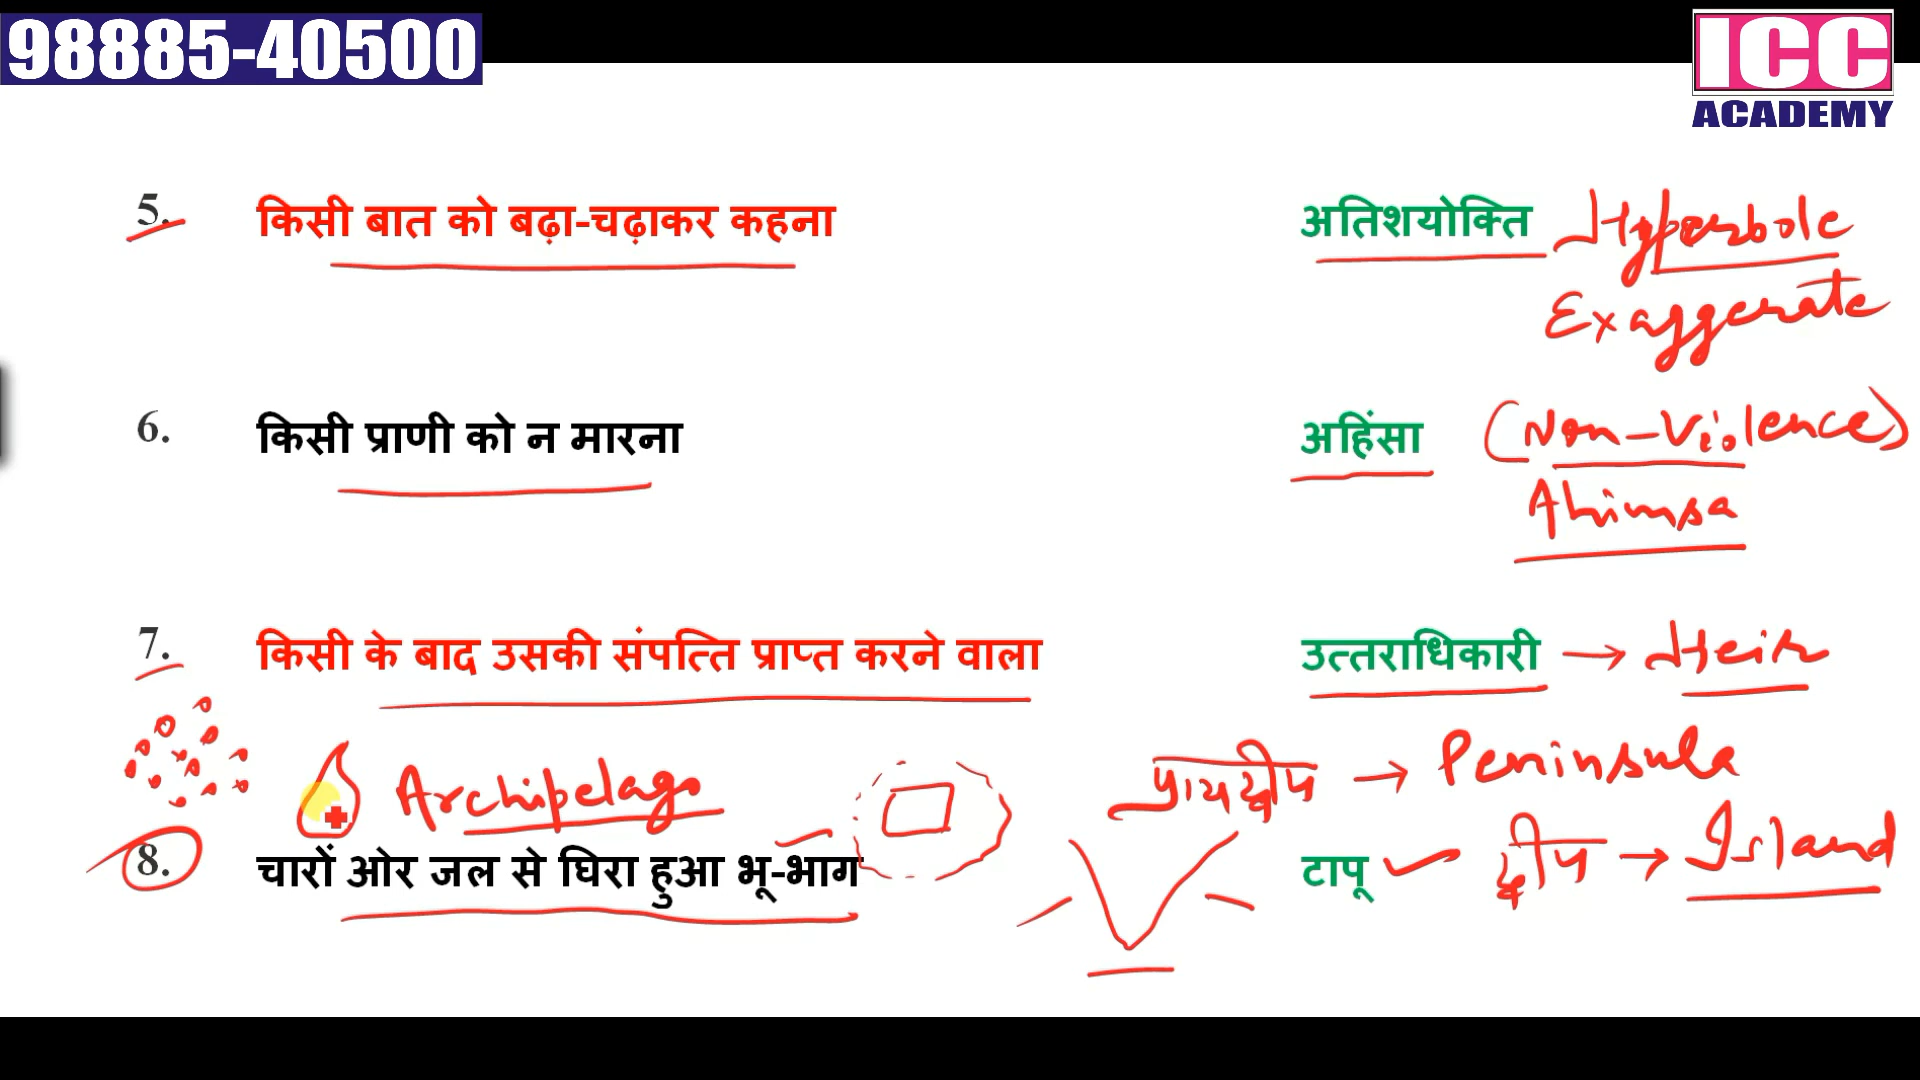 98885-40500
ICC
ACADEMY
5. किसी बात को बढ़ा-चढ़ाकर कहना अतिशयोक्ति Hyperbole
Exaggerate
6. किसी प्राणी को न मारना अहिंसा (Non-Violence)
Ahimsa
7. किसी के बाद उसकी संपत्ति प्राप्त करने वाला उत्तराधिकारी → Heir
Archipelago प्रायद्वीप → Peninsula
8. चारों ओर जल से घिरा हुआ भू-भाग टापू द्वीप → Island